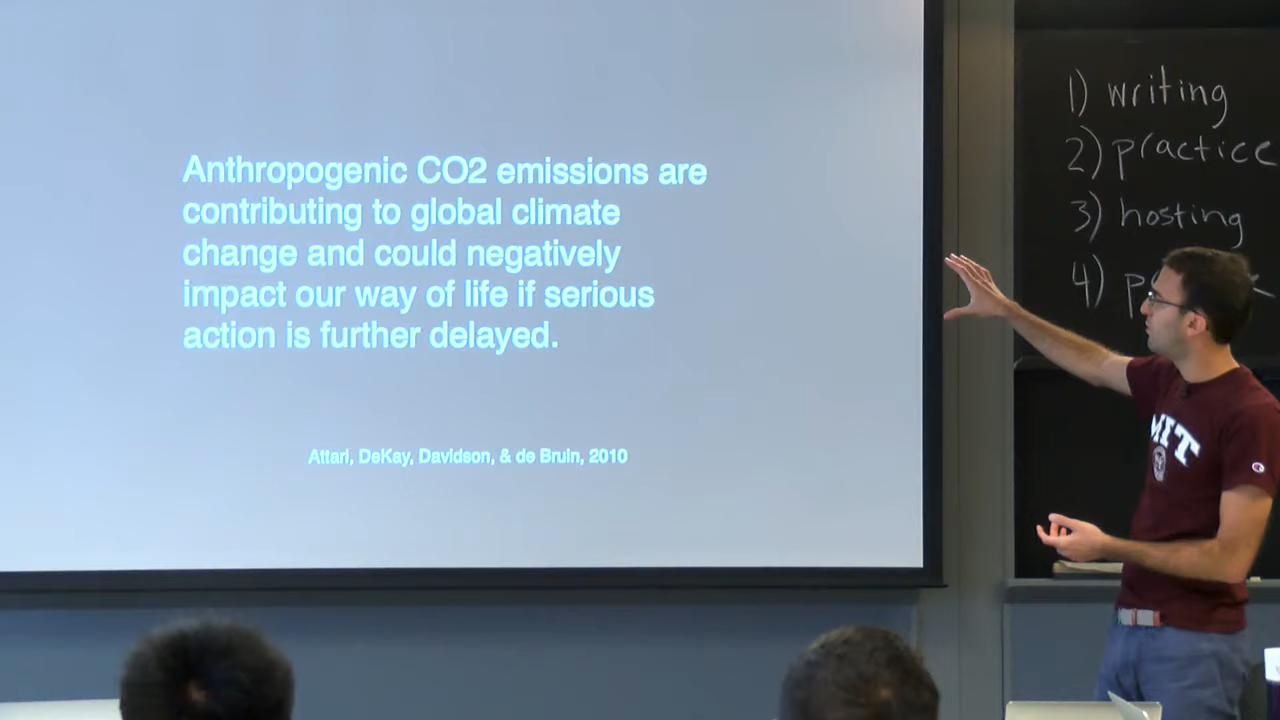 Anthropogenic CO2 emissions are
contributing to global climate
change and could negatively
impact our way of life if serious
action is further delayed.
Attari, DeKay, Davidson, & de Bruin, 2010
1) writing
2) practice
3) hosting
4)
MIT